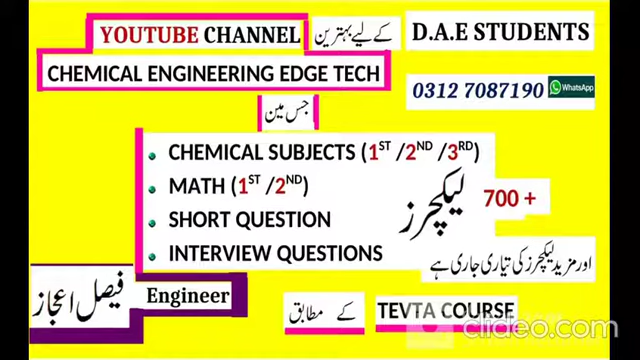 D.A.E STUDENTS کے لیے بہترین YOUTUBE CHANNEL
CHEMICAL ENGINEERING EDGE TECH
0312 7087190 WhatsApp
جس مین
CHEMICAL SUBJECTS (1ST /2ND /3RD)
MATH (1ST /2ND)
SHORT QUESTION
INTERVIEW QUESTIONS
700 + لیکچرز
اور مزید لیکچرز کی تیاری جاری ہے
فیصل اعجاز Engineer
TEVTA COURSE کے مطابق
clideo.com